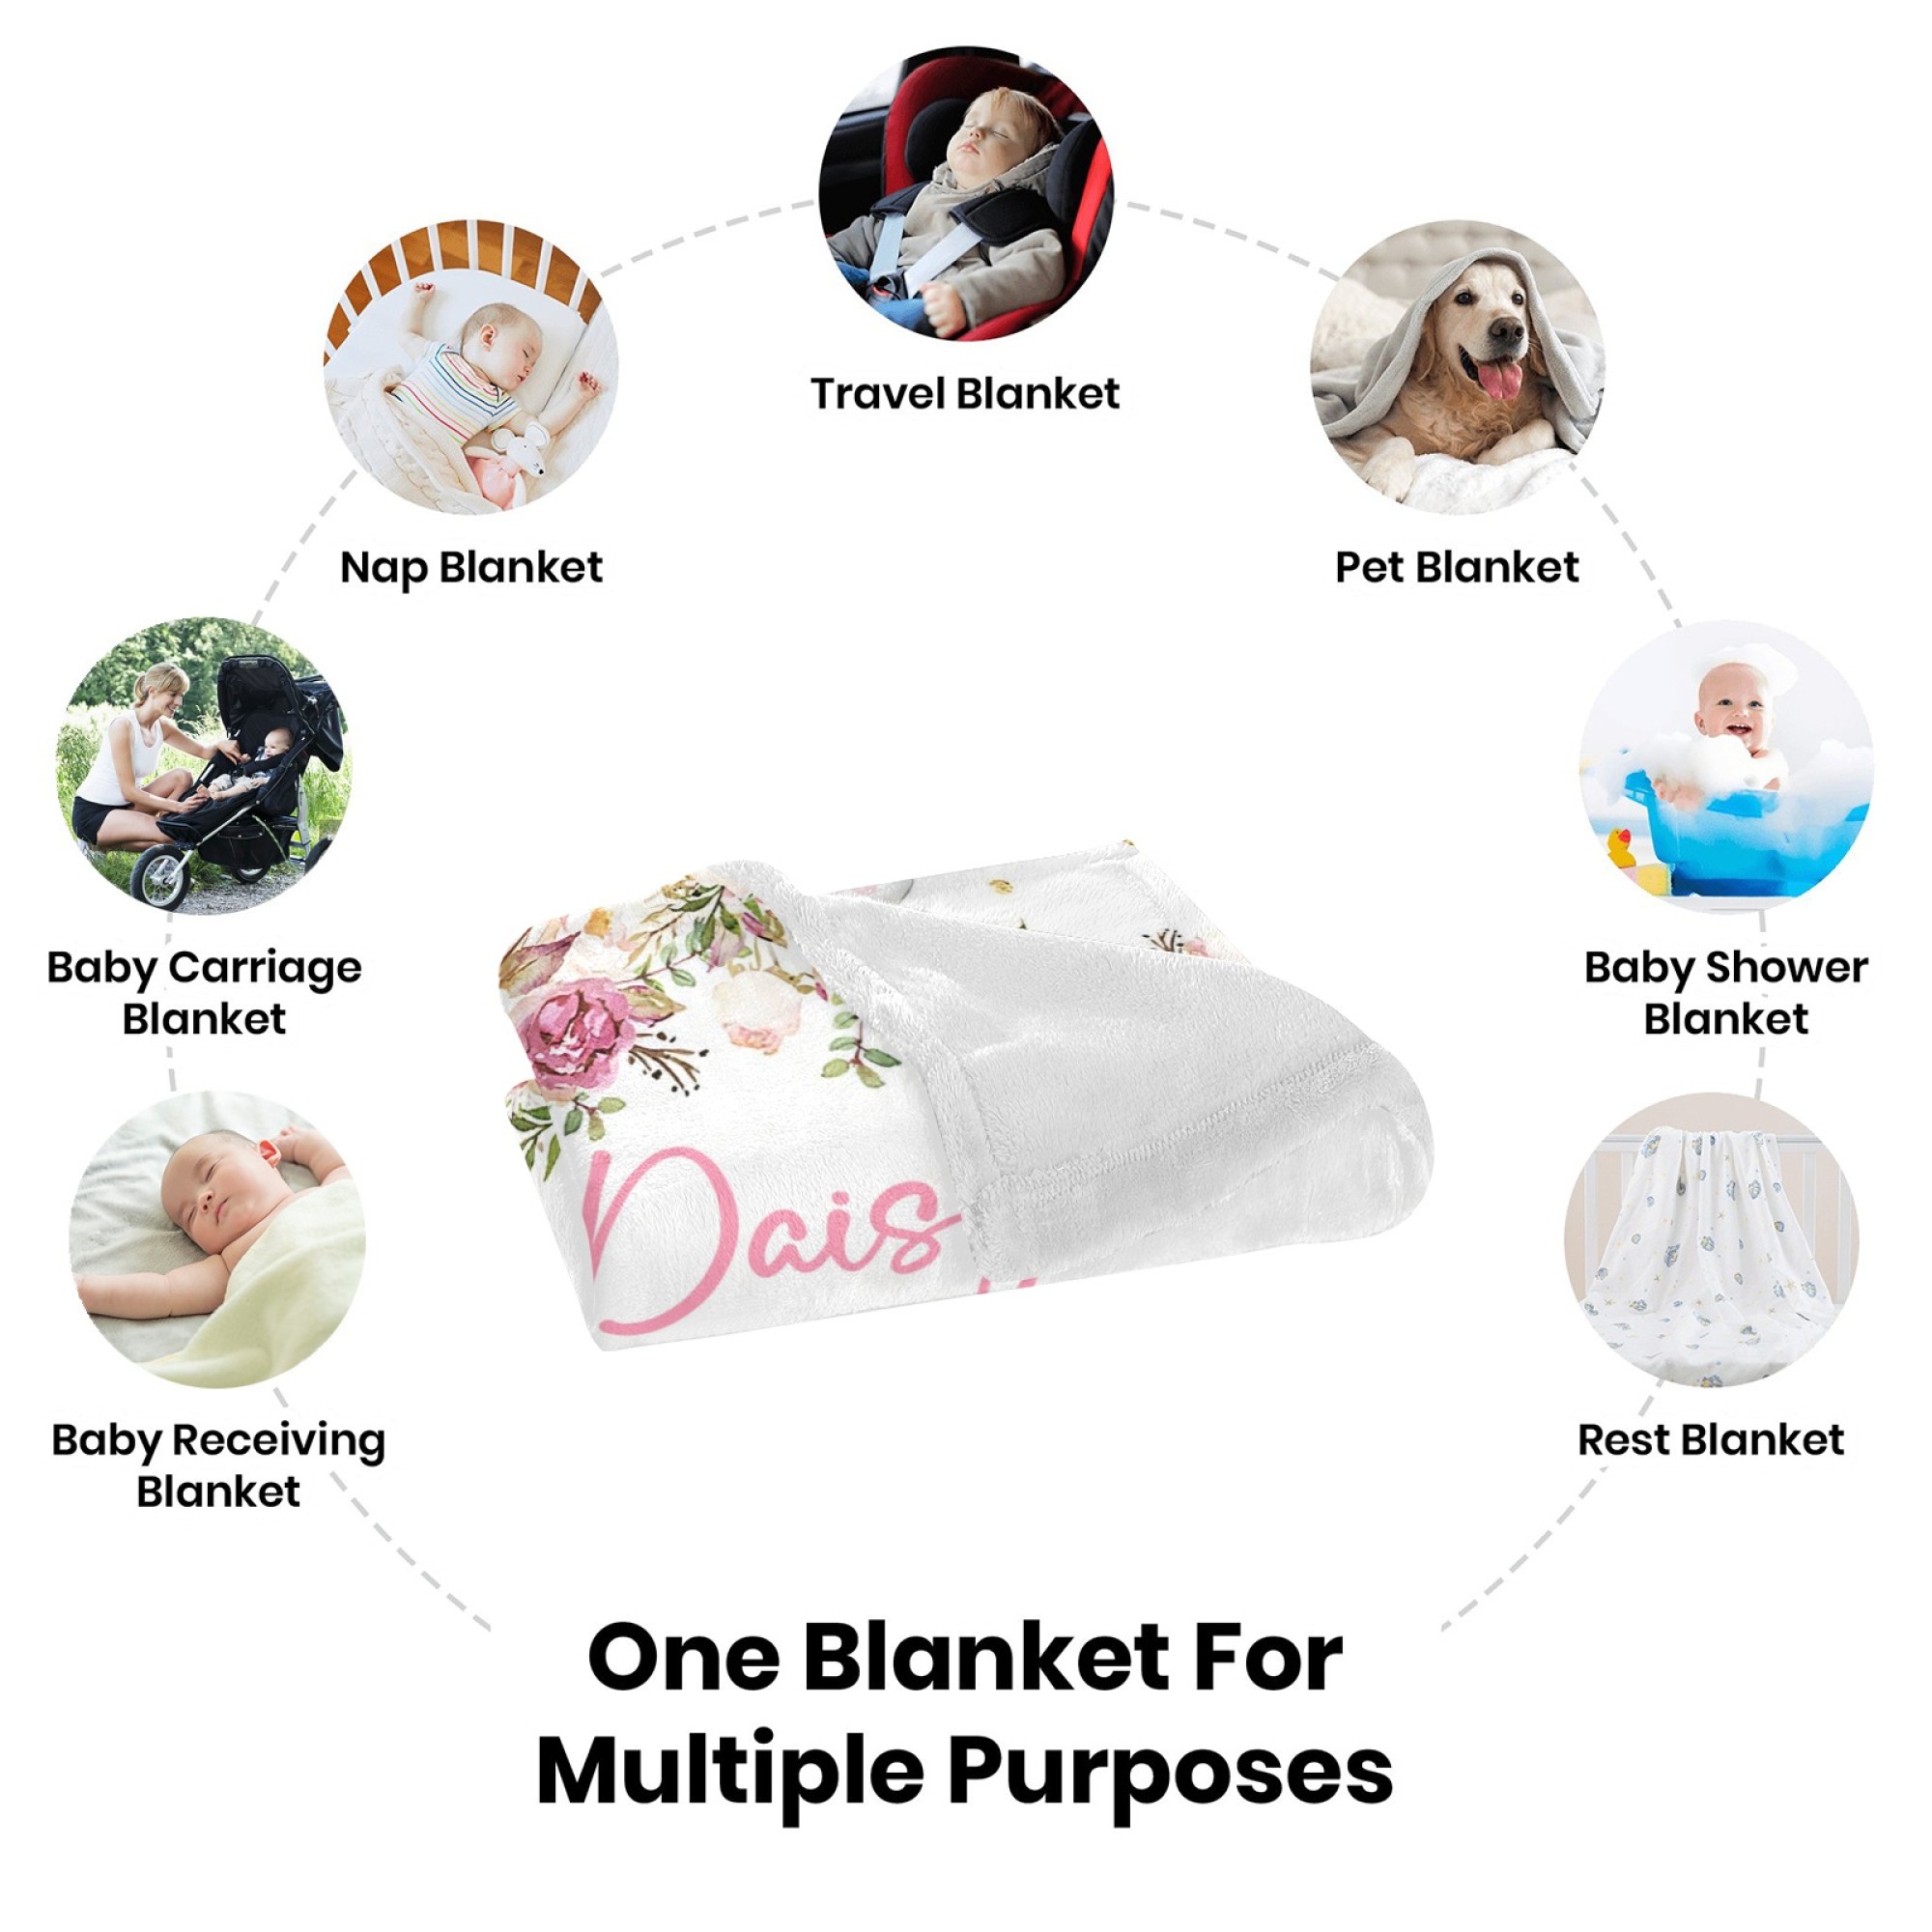 Travel Blanket
Nap Blanket
Pet Blanket
Baby Carriage
Blanket
Baby Shower
Blanket
Dais
Baby Receiving
Blanket
Rest Blanket
One Blanket For
Multiple Purposes